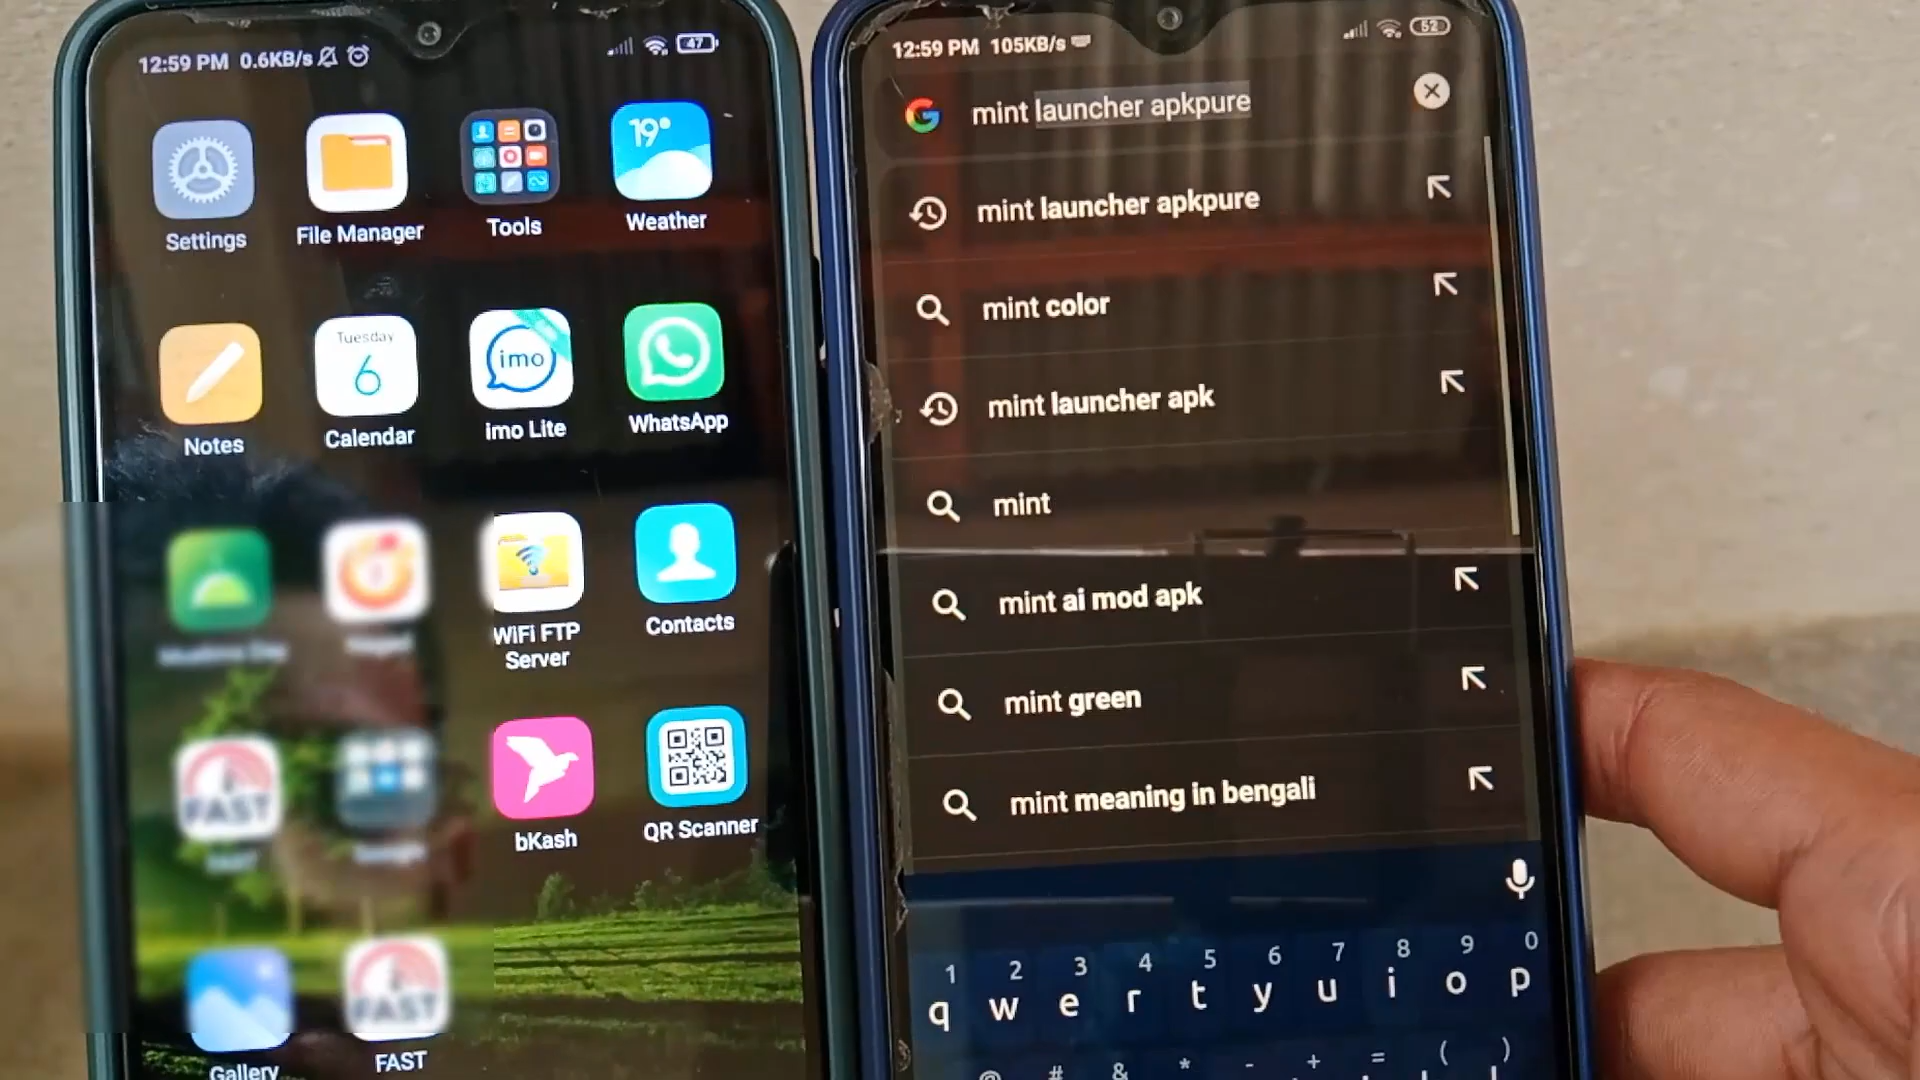 12:59 PM 0.6KB/s
47
Settings
File Manager
Tools
19°
Weather
Notes
Tuesday
6
Calendar
imo
imo Lite
WhatsApp
WiFi FTP
Server
Contacts
FAST
bKash
QR Scanner
Gallery
FAST
FAST
12:59 PM 105KB/s
52
mint launcher apkpure
mint launcher apkpure
mint color
mint launcher apk
mint
mint ai mod apk
mint green
mint meaning in bengali
1 2 3 4 5 6 7 8 9 0
q w e r t y u i o p
@ # & * - + = ( )